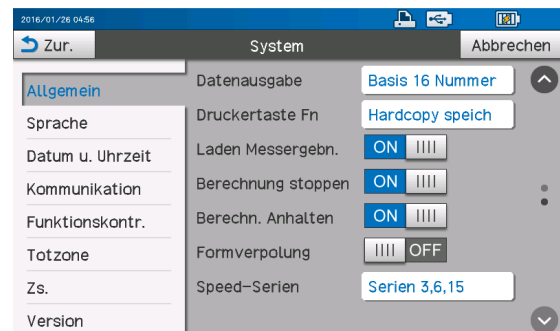 2016/01/26 04:56
Zur.
System
Abbrechen
Allgemein
Sprache
Datum u. Uhrzeit
Kommunikation
Funktionskontr.
Totzone
Zs.
Version
Datenausgabe
Basis 16 Nummer
Druckertaste Fn
Hardcopy speich
Laden Messergebn.
ON
Berechnung stoppen
ON
Berechn. Anhalten
ON
Formverpolung
OFF
Speed-Serien
Serien 3,6,15